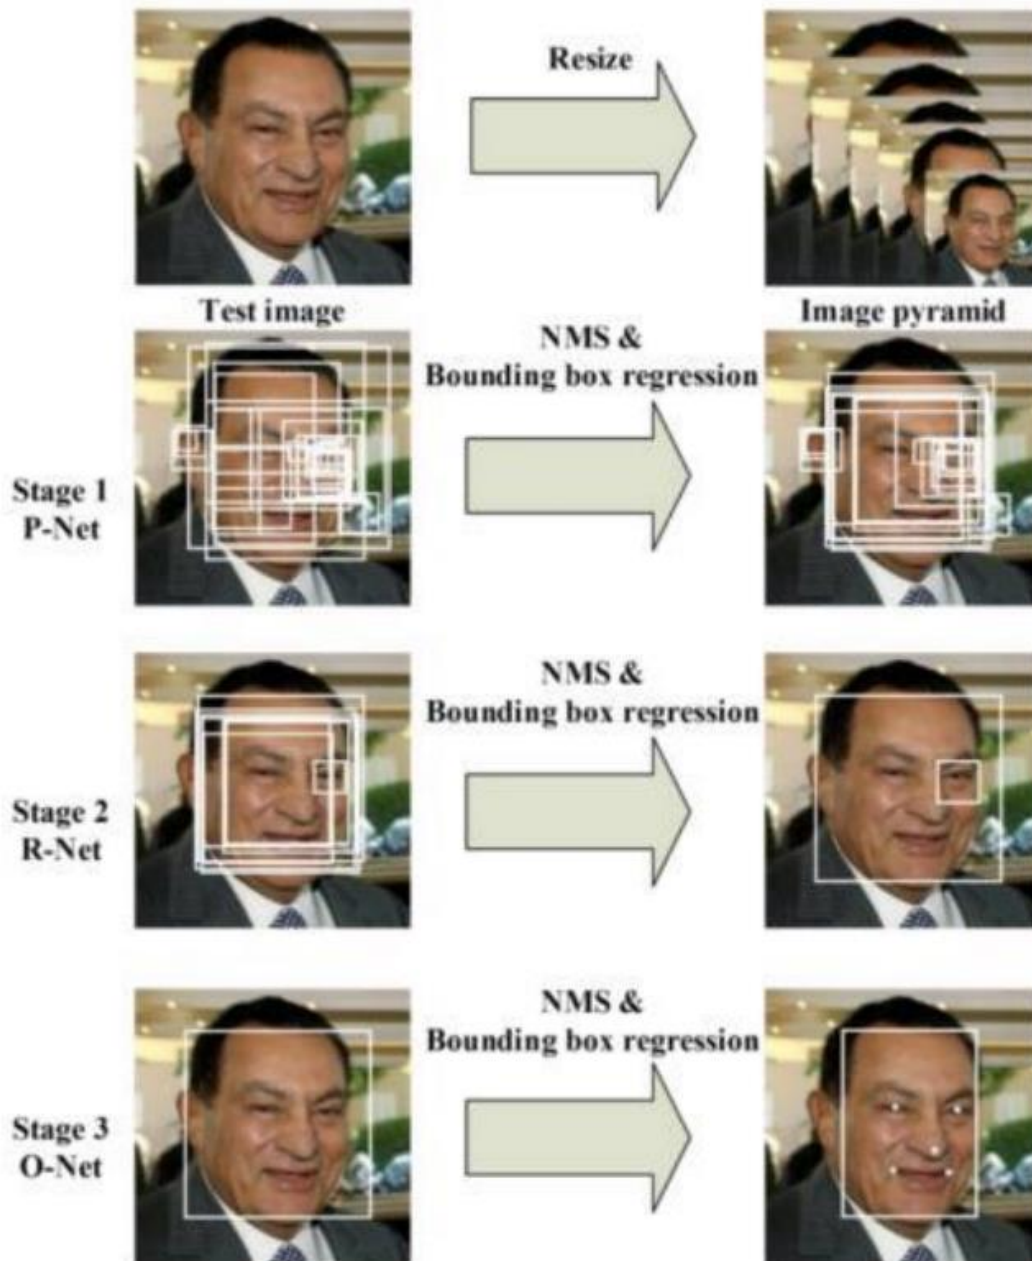 Resize
Test image
Image pyramid
Stage 1
P-Net
NMS &
Bounding box regression
Stage 2
R-Net
NMS &
Bounding box regression
Stage 3
O-Net
NMS &
Bounding box regression